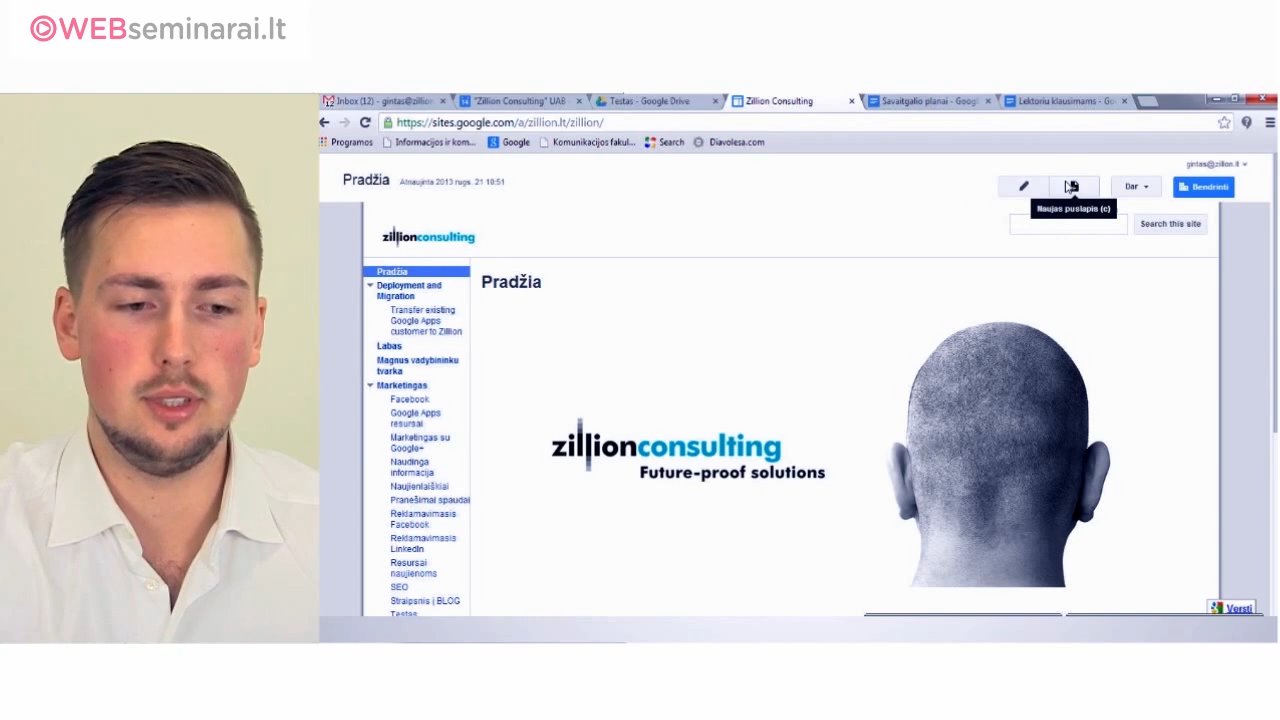 WEBseminarai.lt
Inbox (12) - gintas@zillion
"Zillion Consulting" UAB
Testas - Google Drive
Zillion Consulting
Savaitgalio planai - Googl
Lektoriu klausimams - Go
https://sites.google.com/a/zillion.lt/zillion/
Programos
Informacijos ir kom...
Google
Komunikacijos fakul...
Search
Diavolesa.com
gintas@zillion.lt
Pradžia
Atnaujinta 2013 rugs. 21 10:51
Dar
Bendrinti
Naujas puslapis (c)
Search this site
zillionconsulting
Pradžia
Deployment and
Migration
Transfer existing
Google Apps
customer to Zillion
Labas
Magnus vadybininku
tvarka
Marketingas
Facebook
Google Apps
resursai
Marketingas su
Google+
Naudinga
informacija
Naujienlaiškiai
Pranešimai spaudai
Reklamavimasis
Facebook
Reklamavimasis
LinkedIn
Resursai
naujienoms
SEO
Straipsnis į BLOG
Testas
Pradžia
zillionconsulting
Future-proof solutions
Versti